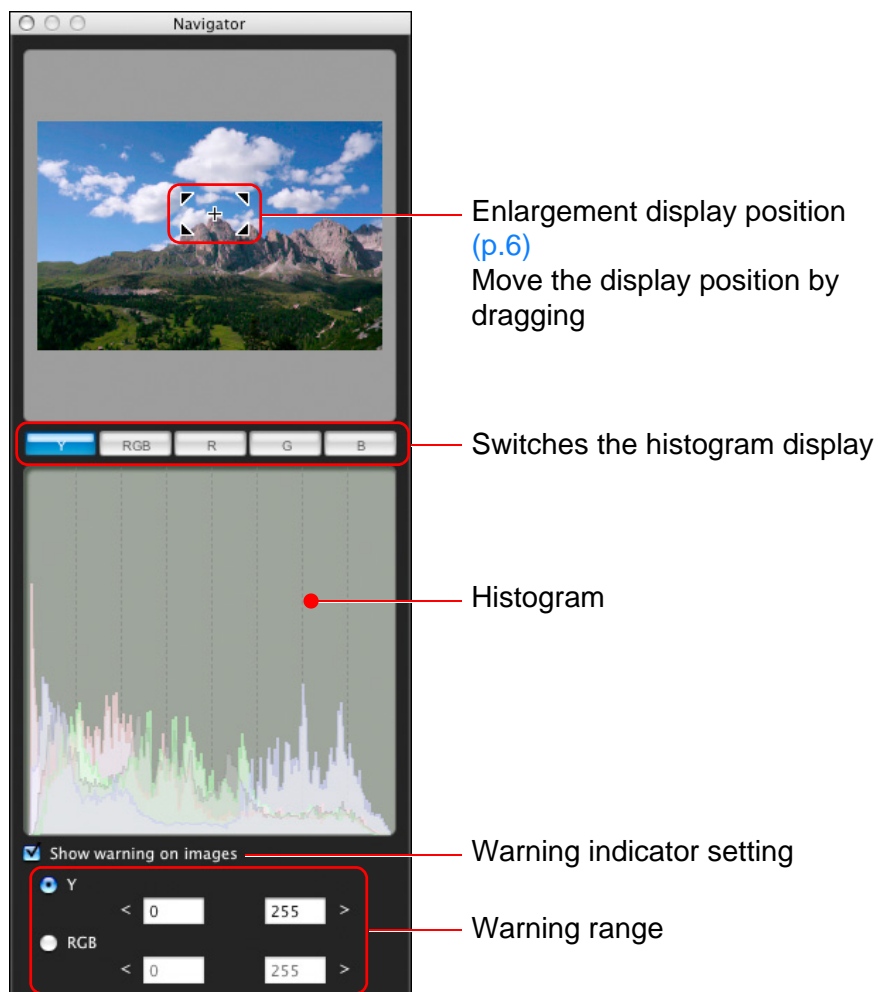 Navigator
Enlargement display position
(p.6)
Move the display position by
dragging
Y RGB R G B
Switches the histogram display
Histogram
Show warning on images
Warning indicator setting
Y
< 0 255 >
Warning range
RGB
< 0 255 >